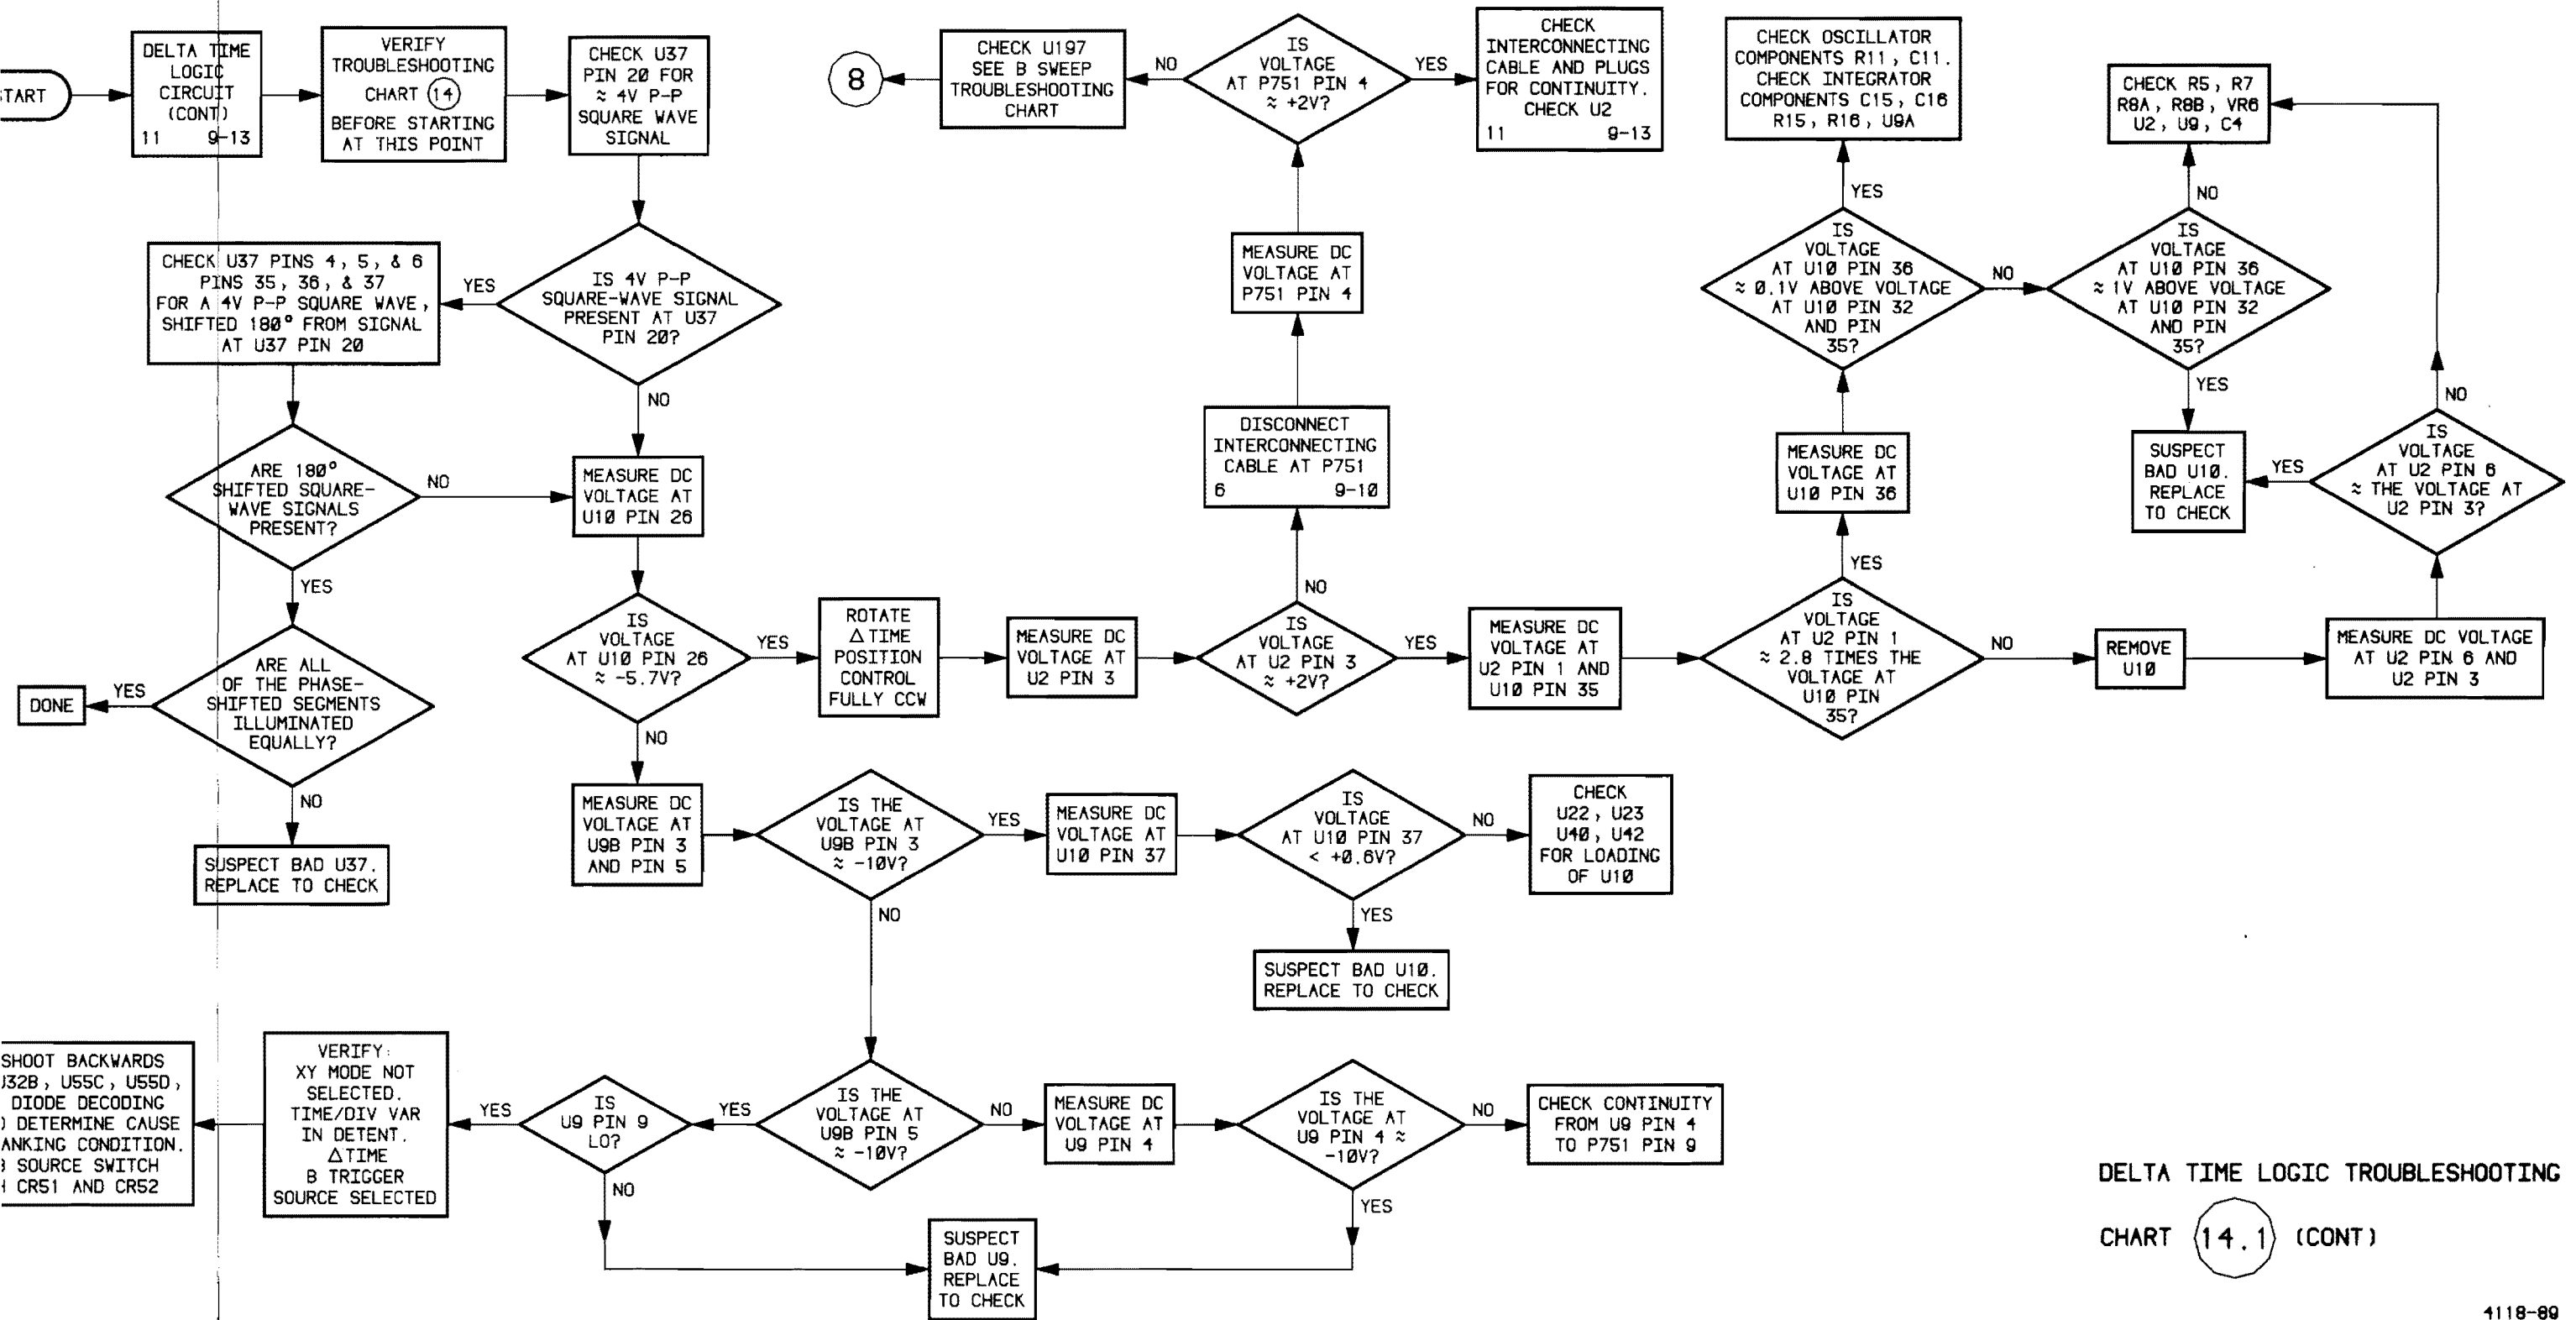 START
DELTA TIME
LOGIC
CIRCUIT
(CONT)
11 9-13
VERIFY
TROUBLESHOOTING
CHART 14
BEFORE STARTING
AT THIS POINT
CHECK U37
PIN 20 FOR
≈ 4V P-P
SQUARE WAVE
SIGNAL
8
CHECK U197
SEE B SWEEP
TROUBLESHOOTING
CHART
NO
IS
VOLTAGE
AT P751 PIN 4
≈ +2V?
YES
CHECK
INTERCONNECTING
CABLE AND PLUGS
FOR CONTINUITY.
CHECK U2
11 9-13
CHECK OSCILLATOR
COMPONENTS R11, C11.
CHECK INTEGRATOR
COMPONENTS C15, C16
R15, R16, U9A
CHECK R5, R7
R8A, R8B, VR6
U2, U9, C4
YES
NO
CHECK U37 PINS 4, 5, & 6
PINS 35, 36, & 37
FOR A 4V P-P SQUARE WAVE,
SHIFTED 180° FROM SIGNAL
AT U37 PIN 20
YES
IS 4V P-P
SQUARE-WAVE SIGNAL
PRESENT AT U37
PIN 20?
NO
MEASURE DC
VOLTAGE AT
P751 PIN 4
IS
VOLTAGE
AT U10 PIN 36
≈ 0.1V ABOVE VOLTAGE
AT U10 PIN 32
AND PIN
35?
NO
IS
VOLTAGE
AT U10 PIN 36
≈ 1V ABOVE VOLTAGE
AT U10 PIN 32
AND PIN
35?
YES
NO
ARE 180°
SHIFTED SQUARE-
WAVE SIGNALS
PRESENT?
NO
YES
MEASURE DC
VOLTAGE AT
U10 PIN 26
DISCONNECT
INTERCONNECTING
CABLE AT P751
6 9-10
NO
MEASURE DC
VOLTAGE AT
U10 PIN 36
YES
SUSPECT
BAD U10.
REPLACE
TO CHECK
YES
IS
VOLTAGE
AT U2 PIN 6
≈ THE VOLTAGE AT
U2 PIN 3?
DONE
YES
ARE ALL
OF THE PHASE-
SHIFTED SEGMENTS
ILLUMINATED
EQUALLY?
NO
IS
VOLTAGE
AT U10 PIN 26
≈ -5.7V?
YES
NO
ROTATE
△TIME
POSITION
CONTROL
FULLY CCW
MEASURE DC
VOLTAGE AT
U2 PIN 3
IS
VOLTAGE
AT U2 PIN 3
≈ +2V?
YES
MEASURE DC
VOLTAGE AT
U2 PIN 1 AND
U10 PIN 35
IS
VOLTAGE
AT U2 PIN 1
≈ 2.8 TIMES THE
VOLTAGE AT
U10 PIN
35?
NO
REMOVE
U10
MEASURE DC VOLTAGE
AT U2 PIN 6 AND
U2 PIN 3
SUSPECT BAD U37.
REPLACE TO CHECK
MEASURE DC
VOLTAGE AT
U9B PIN 3
AND PIN 5
IS THE
VOLTAGE AT
U9B PIN 3
≈ -10V?
YES
NO
MEASURE DC
VOLTAGE AT
U10 PIN 37
IS
VOLTAGE
AT U10 PIN 37
< +0.6V?
NO
YES
CHECK
U22, U23
U40, U42
FOR LOADING
OF U10
SUSPECT BAD U10.
REPLACE TO CHECK
SHOOT BACKWARDS
U32B, U55C, U55D,
DIODE DECODING
DETERMINE CAUSE
ANKING CONDITION.
SOURCE SWITCH
CR51 AND CR52
VERIFY:
XY MODE NOT
SELECTED.
TIME/DIV VAR
IN DETENT.
△TIME
B TRIGGER
SOURCE SELECTED
YES
IS
U9 PIN 9
LO?
NO
YES
IS THE
VOLTAGE AT
U9B PIN 5
≈ -10V?
NO
MEASURE DC
VOLTAGE AT
U9 PIN 4
IS THE
VOLTAGE AT
U9 PIN 4 ≈
-10V?
NO
YES
CHECK CONTINUITY
FROM U9 PIN 4
TO P751 PIN 9
SUSPECT
BAD U9.
REPLACE
TO CHECK
DELTA TIME LOGIC TROUBLESHOOTING
CHART 14.1 (CONT)
4118-89